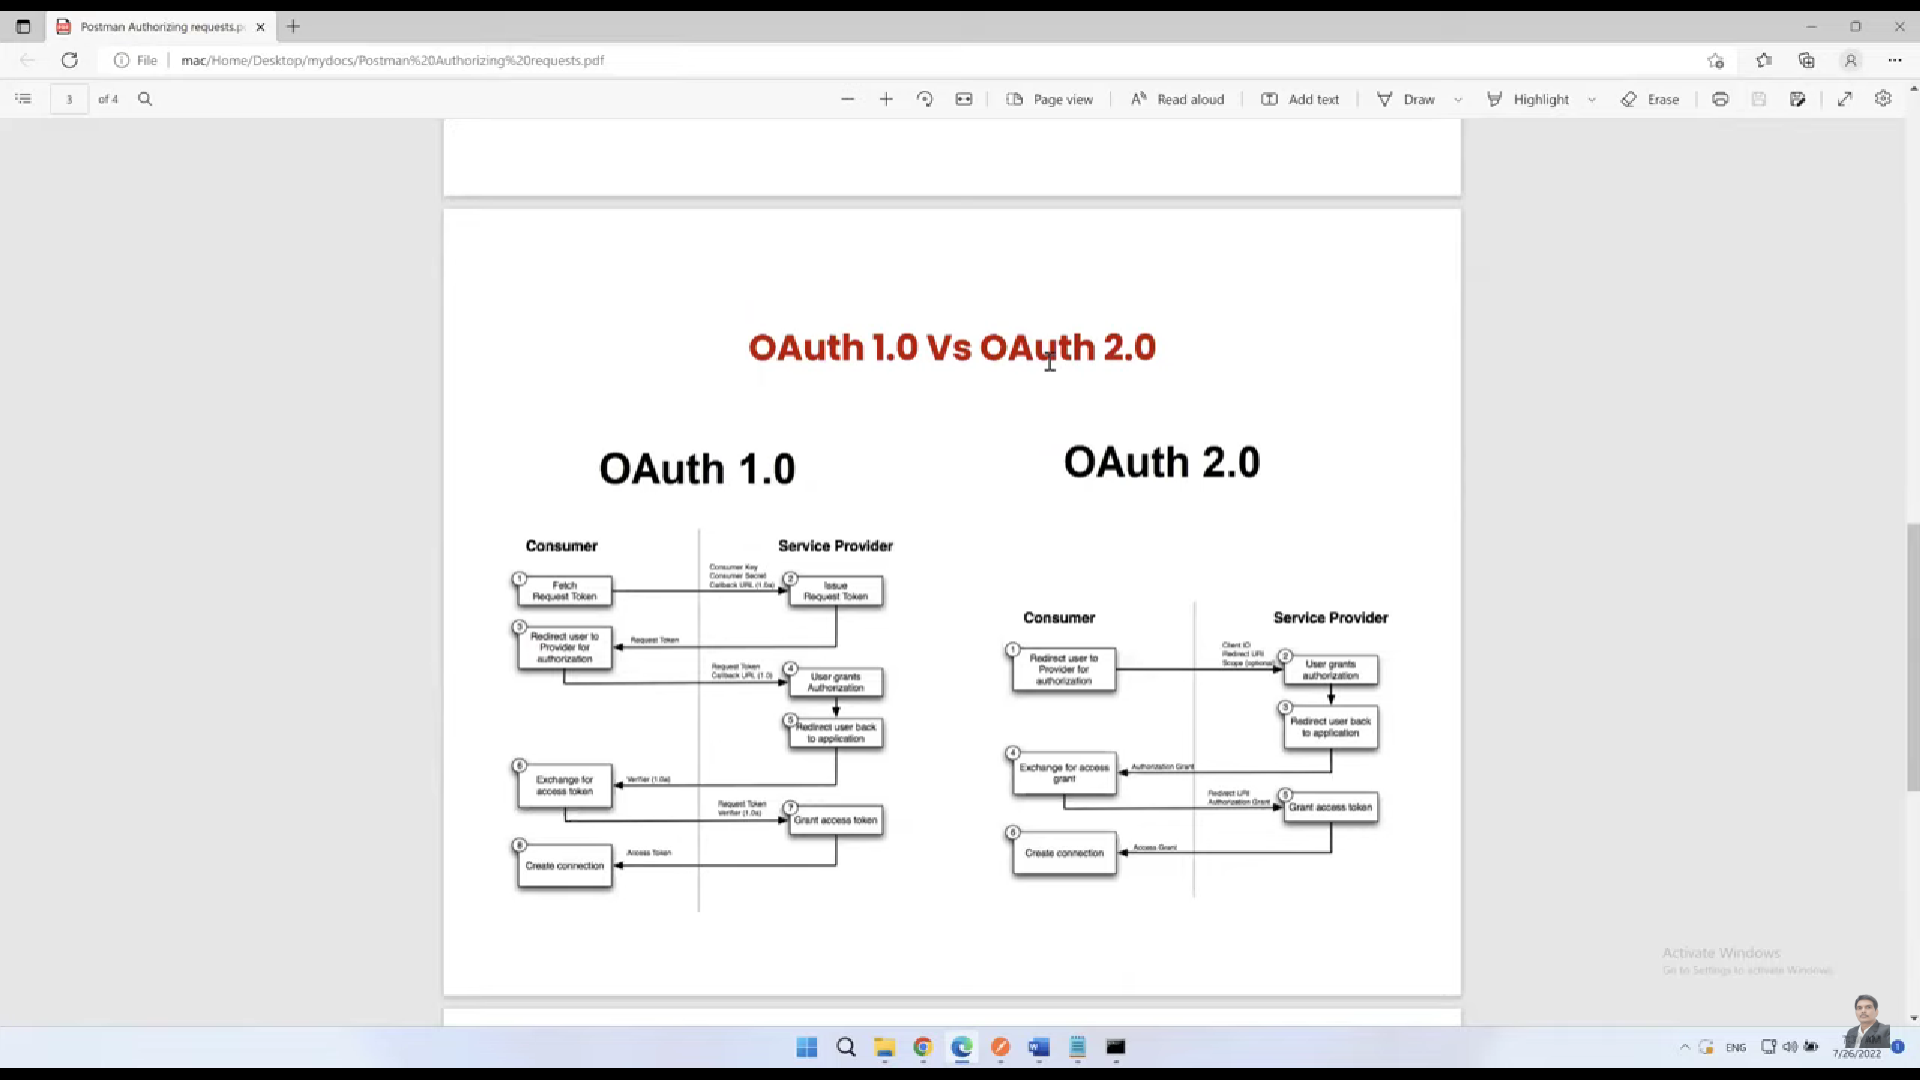 Postman Authorizing requests.p
File
mac/Home/Desktop/mydocs/Postman%20Authorizing%20requests.pdf
3 of 4
Page view
Read aloud
Add text
Draw
Highlight
Erase
OAuth 1.0 Vs OAuth 2.0
OAuth 1.0
Consumer
Service Provider
1
Fetch
Request Token
Consumer Key
Consumer Secret
Callback URL (1.0a)
2
Issue
Request Token
3
Redirect user to
Provider for
authorization
Request Token
Request Token
Callback URL (1.0)
4
User grants
Authorization
5
Redirect user back
to application
6
Exchange for
access token
Verifier (1.0a)
Request Token
Verifier (1.0a)
7
Grant access token
8
Create connection
Access Token
OAuth 2.0
Consumer
Service Provider
1
Redirect user to
Provider for
authorization
Client ID
Redirect URI
Scope (optional)
2
User grants
authorization
3
Redirect user back
to application
4
Exchange for access
grant
Authorization Grant
Redirect URI
Authorization Grant
5
Grant access token
6
Create connection
Access Grant
Activate Windows
Go to Settings to activate Windows.
ENG
7/26/2022
1